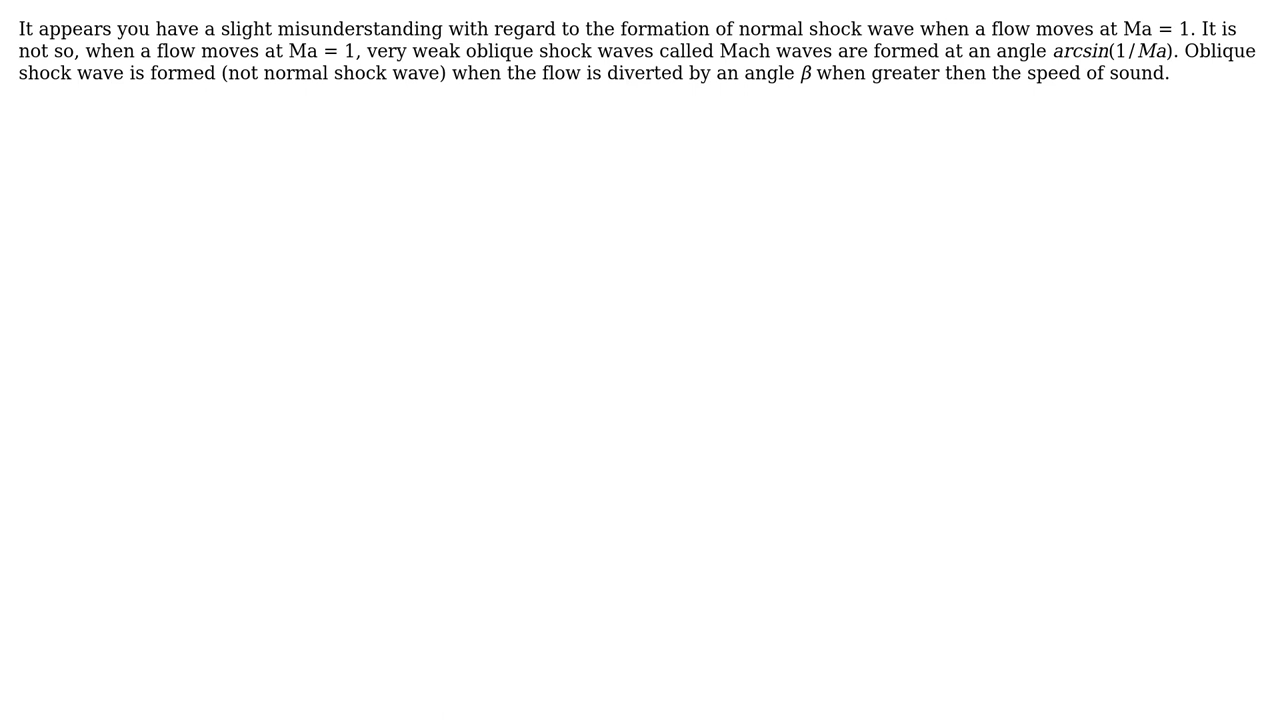 It appears you have a slight misunderstanding with regard to the formation of normal shock wave when a flow moves at Ma = 1. It is
not so, when a flow moves at Ma = 1, very weak oblique shock waves called Mach waves are formed at an angle arcsin(1/Ma). Oblique
shock wave is formed (not normal shock wave) when the flow is diverted by an angle β when greater then the speed of sound.